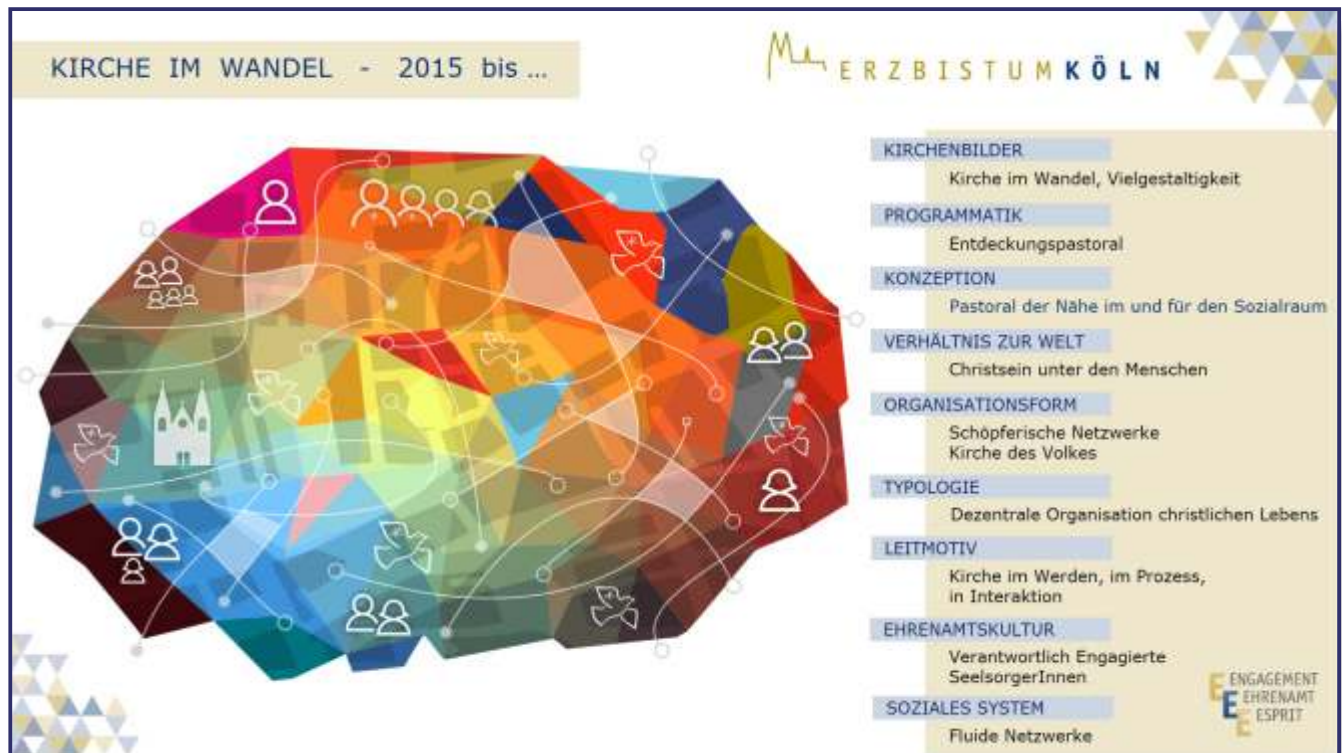 KIRCHE IM WANDEL - 2015 bis ...
ERZBISTUM KÖLN
KIRCHENBILDER
Kirche im Wandel, Vielgestaltigkeit
PROGRAMMATIK
Entdeckungspastoral
KONZEPTION
Pastoral der Nähe im und für den Sozialraum
VERHÄLTNIS ZUR WELT
Christsein unter den Menschen
ORGANISATIONSFORM
Schöpferische Netzwerke
Kirche des Volkes
TYPOLOGIE
Dezentrale Organisation christlichen Lebens
LEITMOTIV
Kirche im Werden, im Prozess,
in Interaktion
EHRENAMTSKULTUR
Verantwortlich Engagierte
SeelsorgerInnen
SOZIALES SYSTEM
Fluide Netzwerke
EEE
ENGAGEMENT
EHRENAMT
ESPRIT